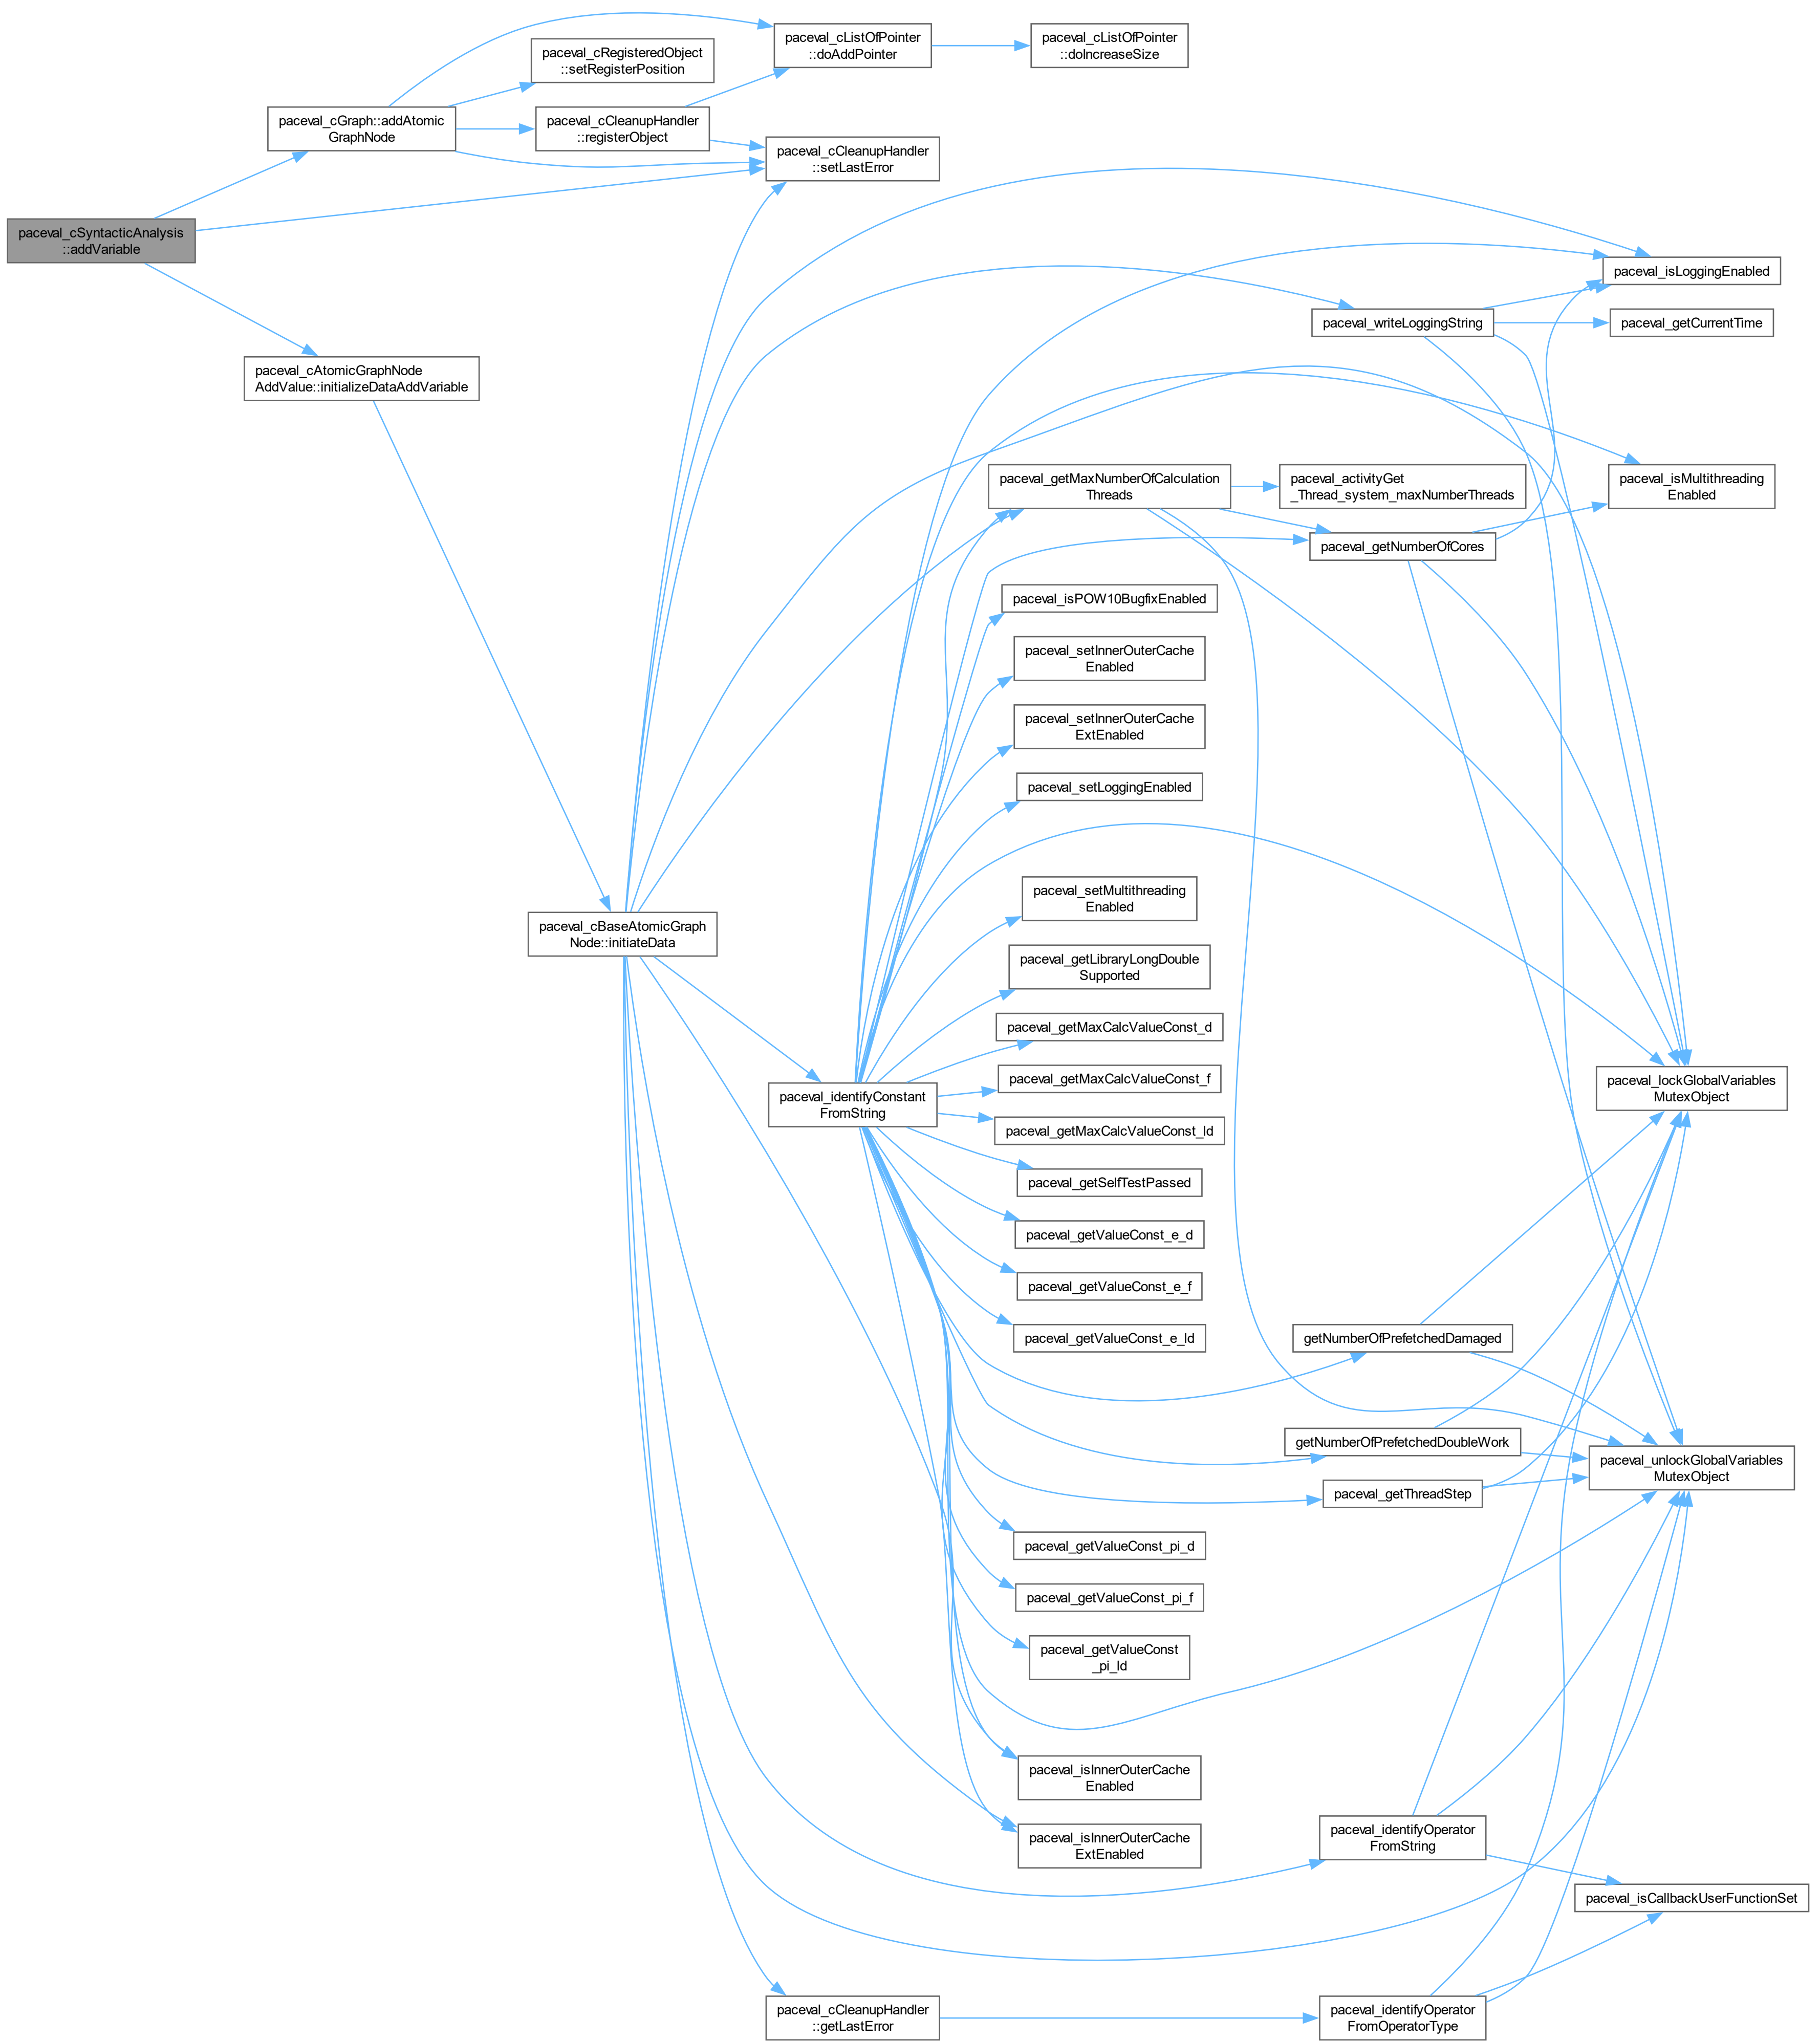 paceval_cSyntacticAnalysis
::addVariable
paceval_cGraph::addAtomic
GraphNode
paceval_cRegisteredObject
::setRegisterPosition
paceval_cCleanupHandler
::registerObject
paceval_cListOfPointer
::doAddPointer
paceval_cListOfPointer
::doIncreaseSize
paceval_cCleanupHandler
::setLastError
paceval_cAtomicGraphNode
AddValue::initializeDataAddVariable
paceval_cBaseAtomicGraph
Node::initiateData
paceval_isLoggingEnabled
paceval_writeLoggingString
paceval_getCurrentTime
paceval_getMaxNumberOfCalculation
Threads
paceval_activityGet
_Thread_system_maxNumberThreads
paceval_isMultithreading
Enabled
paceval_getNumberOfCores
paceval_isPOW10BugfixEnabled
paceval_setInnerOuterCache
Enabled
paceval_setInnerOuterCache
ExtEnabled
paceval_setLoggingEnabled
paceval_setMultithreading
Enabled
paceval_getLibraryLongDouble
Supported
paceval_getMaxCalcValueConst_d
paceval_getMaxCalcValueConst_f
paceval_getMaxCalcValueConst_ld
paceval_identifyConstant
FromString
paceval_lockGlobalVariables
MutexObject
paceval_getSelfTestPassed
paceval_getValueConst_e_d
paceval_getValueConst_e_f
paceval_getValueConst_e_ld
getNumberOfPrefetchedDamaged
getNumberOfPrefetchedDoubleWork
paceval_unlockGlobalVariables
MutexObject
paceval_getThreadStep
paceval_getValueConst_pi_d
paceval_getValueConst_pi_f
paceval_getValueConst
_pi_ld
paceval_isInnerOuterCache
Enabled
paceval_isInnerOuterCache
ExtEnabled
paceval_identifyOperator
FromString
paceval_isCallbackUserFunctionSet
paceval_cCleanupHandler
::getLastError
paceval_identifyOperator
FromOperatorType